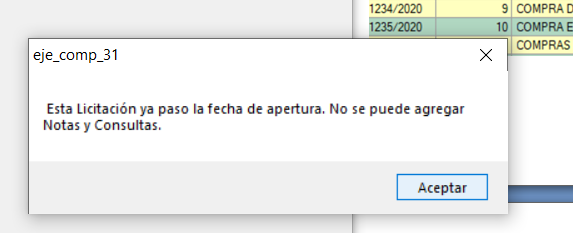 1234/2020 9 COMPRA D
1235/2020 10 COMPRA E
COMPRAS
eje_comp_31
Esta Licitación ya paso la fecha de apertura. No se puede agregar
Notas y Consultas.
Aceptar